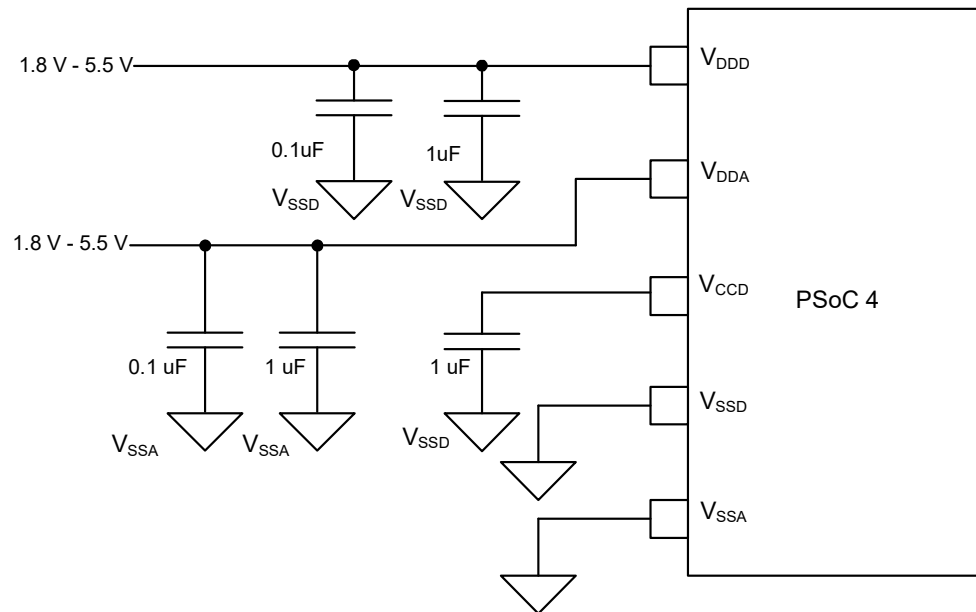 1.8 V - 5.5 V
V_DDD
0.1uF
1uF
V_SSD
V_SSD
V_DDA
1.8 V - 5.5 V
V_CCD
PSoC 4
0.1 uF
1 uF
1 uF
V_SSD
V_SSA
V_SSA
V_SSD
V_SSA